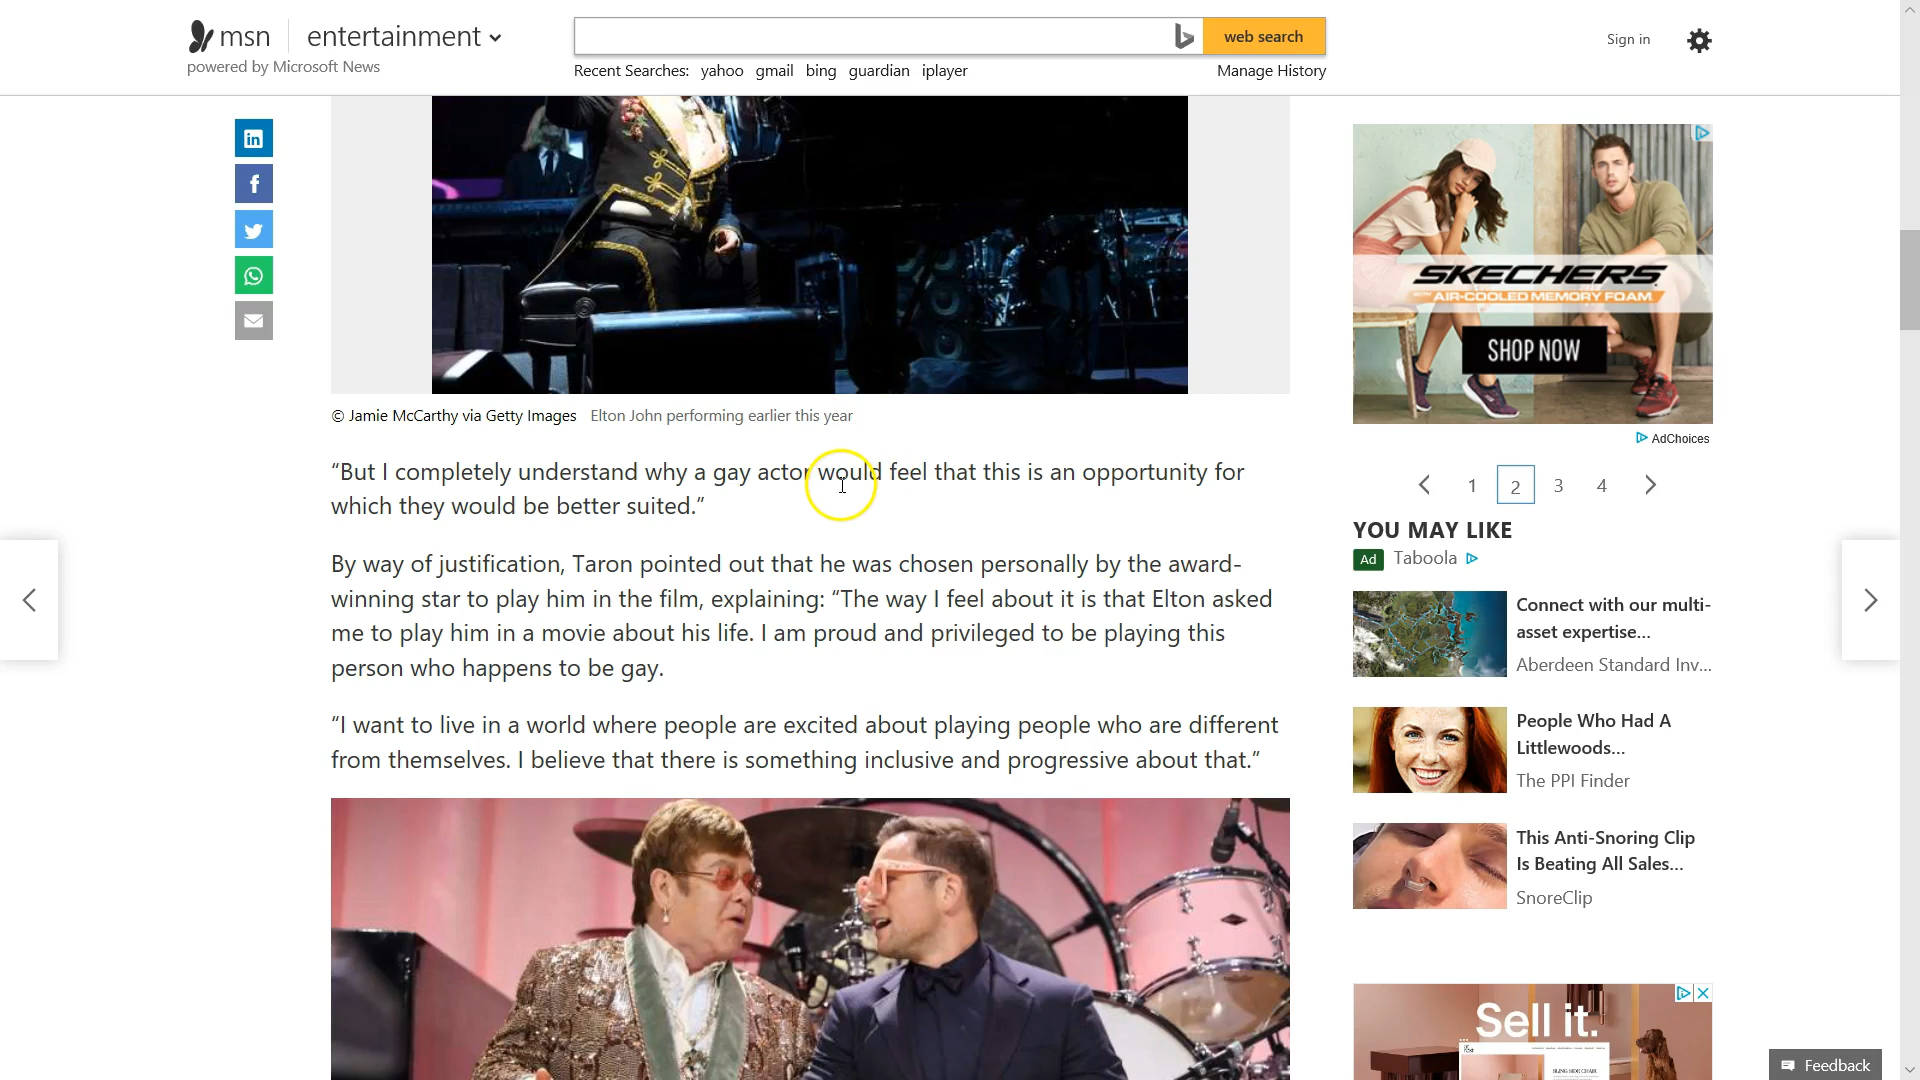 msn
entertainment
powered by Microsoft News
web search
Recent Searches: yahoo gmail bing guardian iplayer
Manage History
Sign in
© Jamie McCarthy via Getty Images Elton John performing earlier this year
“But I completely understand why a gay actor would feel that this is an opportunity for
which they would be better suited.”
By way of justification, Taron pointed out that he was chosen personally by the award-
winning star to play him in the film, explaining: “The way I feel about it is that Elton asked
me to play him in a movie about his life. I am proud and privileged to be playing this
person who happens to be gay.
“I want to live in a world where people are excited about playing people who are different
from themselves. I believe that there is something inclusive and progressive about that.”
SKECHERS
WITH AIR-COOLED MEMORY FOAM
SHOP NOW
AdChoices
1 2 3 4
YOU MAY LIKE
Ad Taboola
Connect with our multi-
asset expertise...
Aberdeen Standard Inv...
People Who Had A
Littlewoods...
The PPI Finder
This Anti-Snoring Clip
Is Beating All Sales...
SnoreClip
Sell it.
Feedback